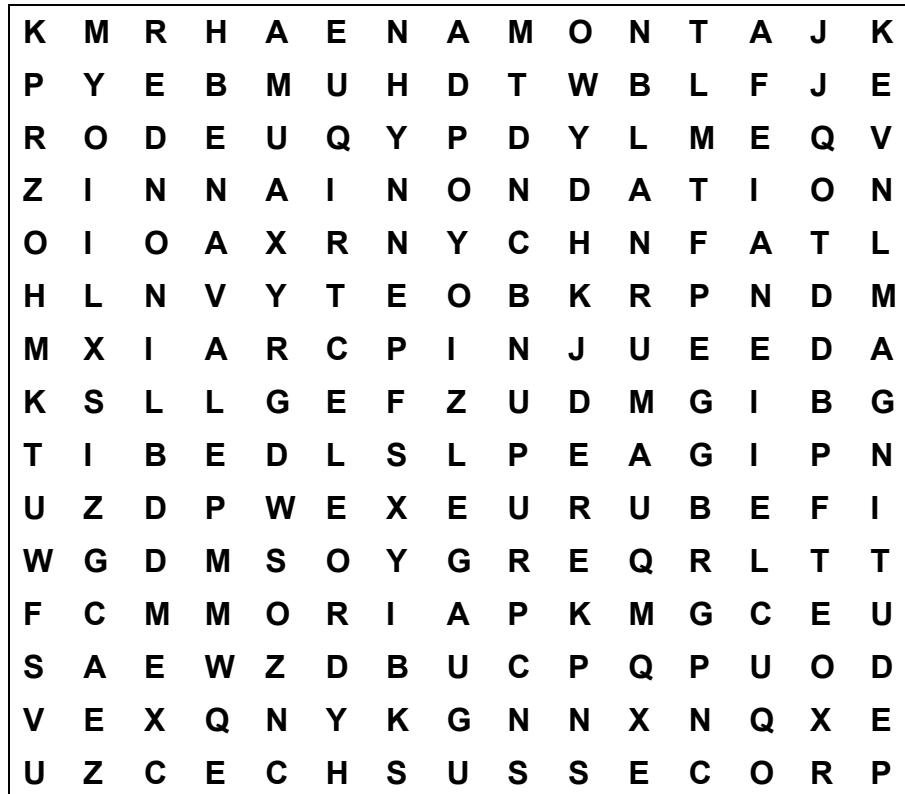 K M R H A E N A M O N T A J K
P Y E B M U H D T W B L F J E
R O D E U Q Y P D Y L M E Q V
Z I N N A I N O N D A T I O N
O I O A X R N Y C H N F A T L
H L N V Y T E O B K R P N D M
M X I A R C P I N J U E E D A
K S L L G E F Z U D M G I B G
T I B E D L S L P E A G I P N
U Z D P W E X E U R U B E F I
W G D M S O Y G R E Q R L T T
F C M M O R I A P K M G C E U
S A E W Z D B U C P Q P U O D
V E X Q N Y K G N N X N Q X E
U Z C E C H S U S S E C O R P